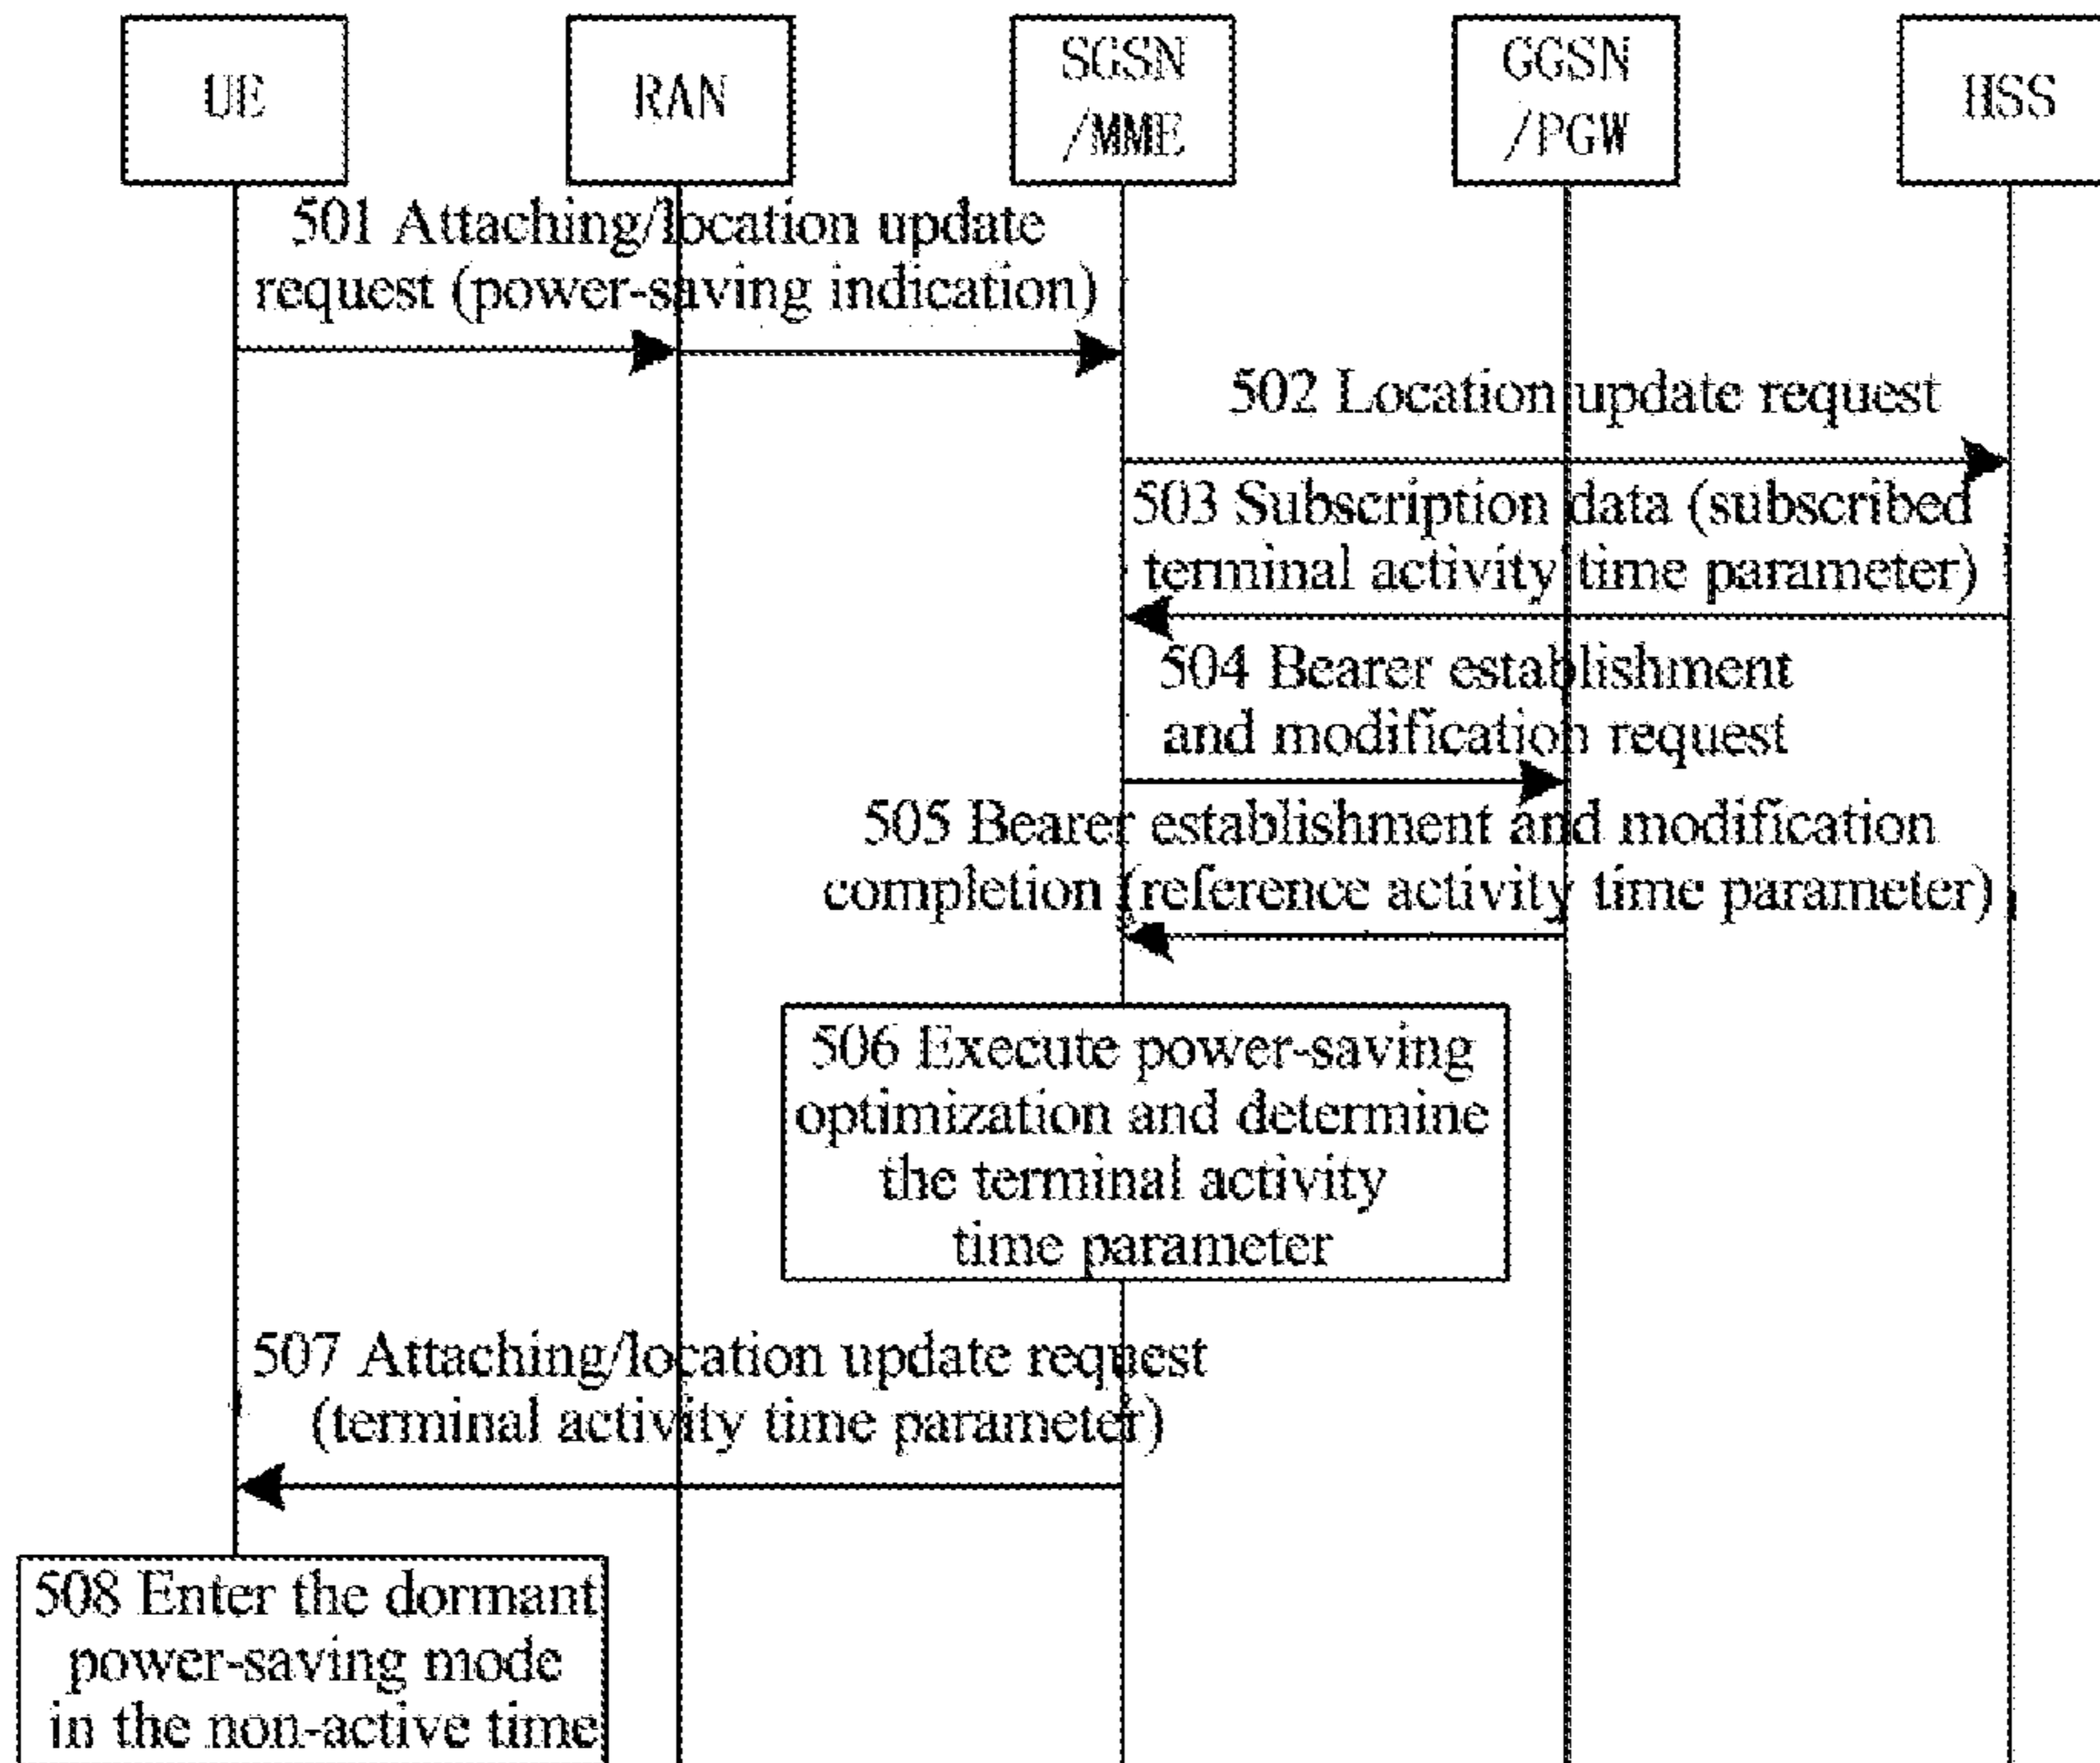 UE
RAN
SGSN
/MME
GGSN
/PGW
HSS
501 Attaching/location update
request (power-saving indication)
502 Location update request
503 Subscription data (subscribed
terminal activity time parameter)
504 Bearer establishment
and modification request
505 Bearer establishment and modification
completion (reference activity time parameter)
506 Execute power-saving
optimization and determine
the terminal activity
time parameter
507 Attaching/location update request
(terminal activity time parameter)
508 Enter the dormant
power-saving mode
in the non-active time